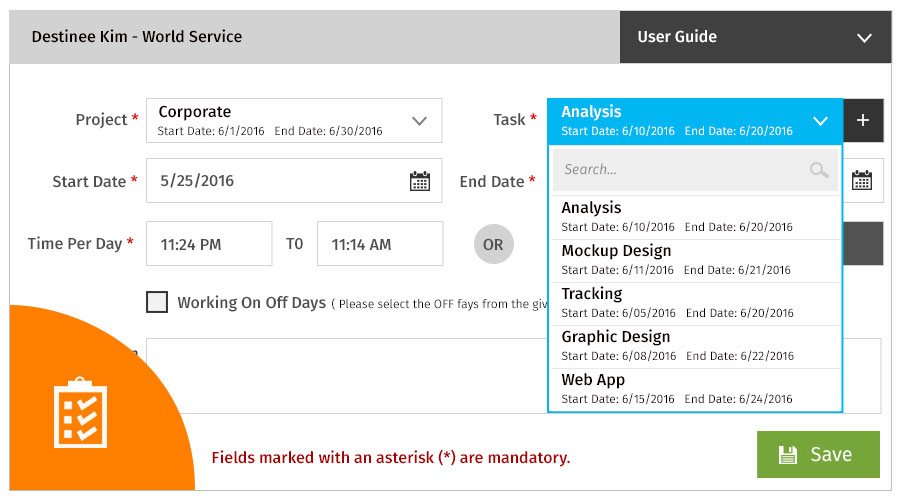 Destinee Kim - World Service
User Guide
Project *
Corporate
Start Date: 6/1/2016 End Date: 6/30/2016
Task *
Analysis
Start Date: 6/10/2016 End Date: 6/20/2016
+
Search...
Start Date *
5/25/2016
End Date *
Analysis
Start Date: 6/10/2016 End Date: 6/20/2016
Time Per Day *
11:24 PM
TO
11:14 AM
OR
Mockup Design
Start Date: 6/11/2016 End Date: 6/21/2016
Tracking
Start Date: 6/05/2016 End Date: 6/20/2016
Working On Off Days ( Please select the OFF fays from the giv
Graphic Design
Start Date: 6/08/2016 End Date: 6/22/2016
Web App
Start Date: 6/15/2016 End Date: 6/24/2016
Fields marked with an asterisk (*) are mandatory.
Save